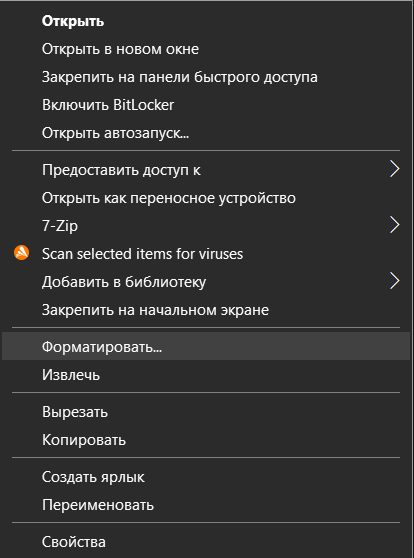 Открыть
Открыть в новом окне
Закрепить на панели быстрого доступа
Включить BitLocker
Открыть автозапуск...
Предоставить доступ к
Открыть как переносное устройство
7-Zip
Scan selected items for viruses
Добавить в библиотеку
Закрепить на начальном экране
Форматировать...
Извлечь
Вырезать
Копировать
Создать ярлык
Переименовать
Свойства